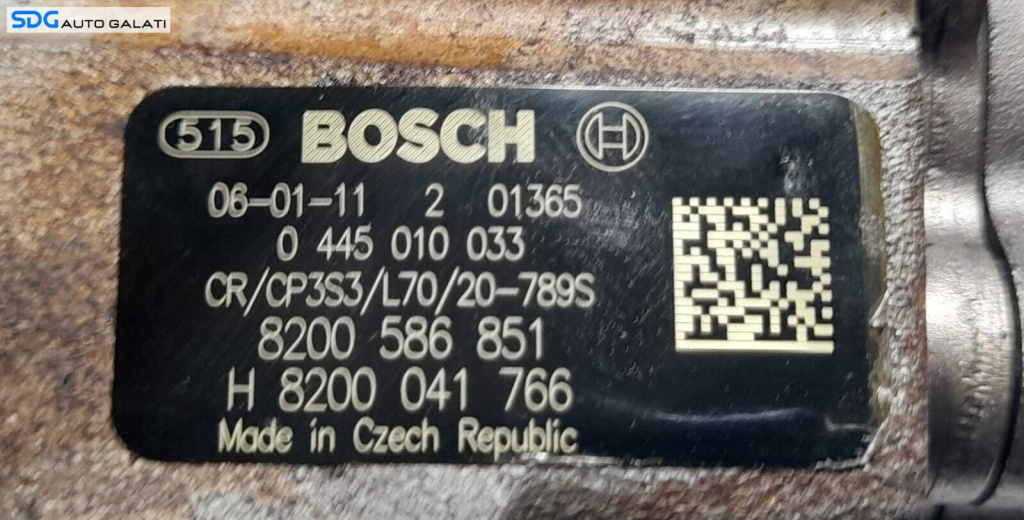 SDG AUTO GALATI
515 BOSCH
06-01-11 2 01365
0 445 010 033
CR/CP3S3/L70/20-789S
8200 586 851
H 8200 041 766
Made in Czech Republic